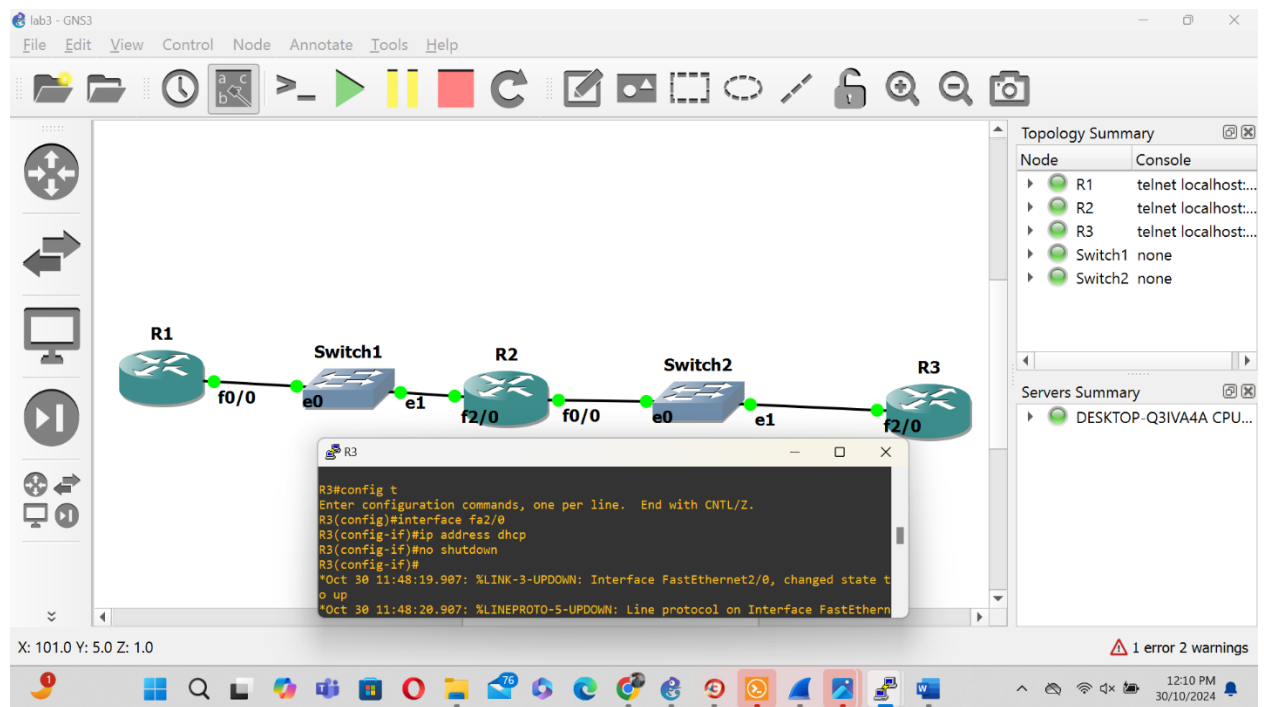 lab3 - GNS3
File Edit View Control Node Annotate Tools Help
Topology Summary
Node Console
R1 telnet localhost:...
R2 telnet localhost:...
R3 telnet localhost:...
Switch1 none
Switch2 none
Servers Summary
DESKTOP-Q3IVA4A CPU...
R1
Switch1
R2
Switch2
R3
f0/0
e0
e1
f2/0
f0/0
e0
e1
f2/0
R3
R3#config t
Enter configuration commands, one per line.  End with CNTL/Z.
R3(config)#interface fa2/0
R3(config-if)#ip address dhcp
R3(config-if)#no shutdown
R3(config-if)#
*Oct 30 11:48:19.907: %LINK-3-UPDOWN: Interface FastEthernet2/0, changed state t
o up
*Oct 30 11:48:20.907: %LINEPROTO-5-UPDOWN: Line protocol on Interface FastEthern
X: 101.0 Y: 5.0 Z: 1.0
1 error 2 warnings
1
76
12:10 PM
30/10/2024